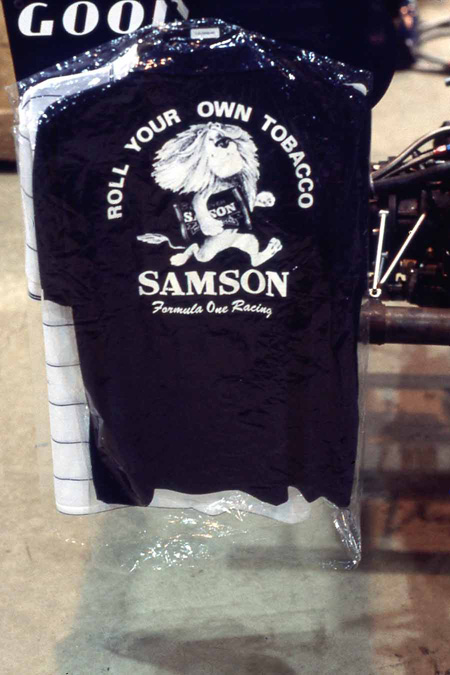 GOOD
ROLL YOUR OWN TOBACCO
SAMSON
SAMSON
Formula One Racing